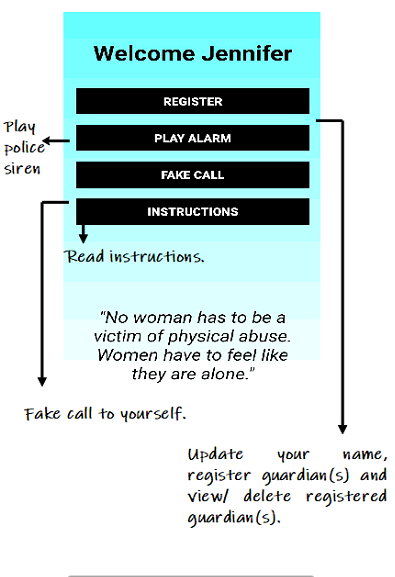 Welcome Jennifer
REGISTER
Play
police
siren
PLAY ALARM
FAKE CALL
INSTRUCTIONS
Read instructions.
"No woman has to be a
victim of physical abuse.
Women have to feel like
they are alone."
Fake call to yourself.
Update your name,
register guardian(s) and
view/ delete registered
guardian(s).